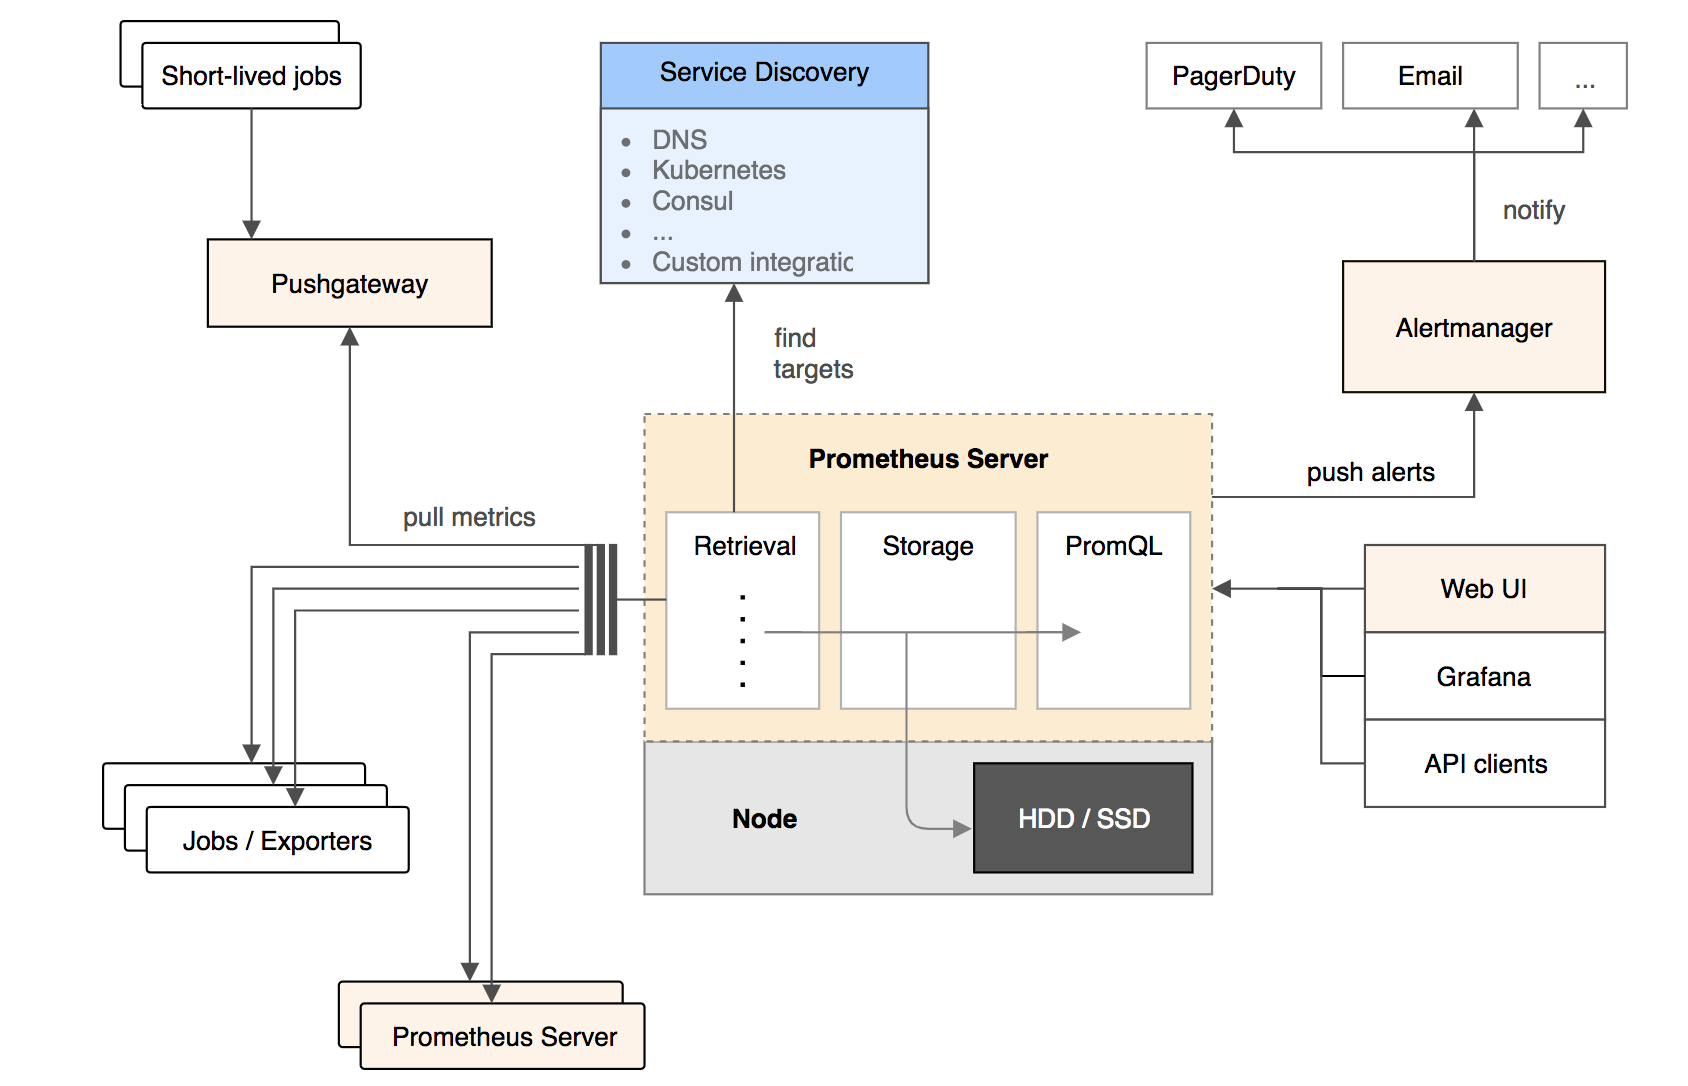 Short-lived jobs
Service Discovery
DNS
Kubernetes
Consul
...
Custom integratic
PagerDuty
Email
...
notify
Pushgateway
Alertmanager
find
targets
Prometheus Server
push alerts
pull metrics
Retrieval
Storage
PromQL
Web UI
Grafana
API clients
Node
HDD / SSD
Jobs / Exporters
Prometheus Server